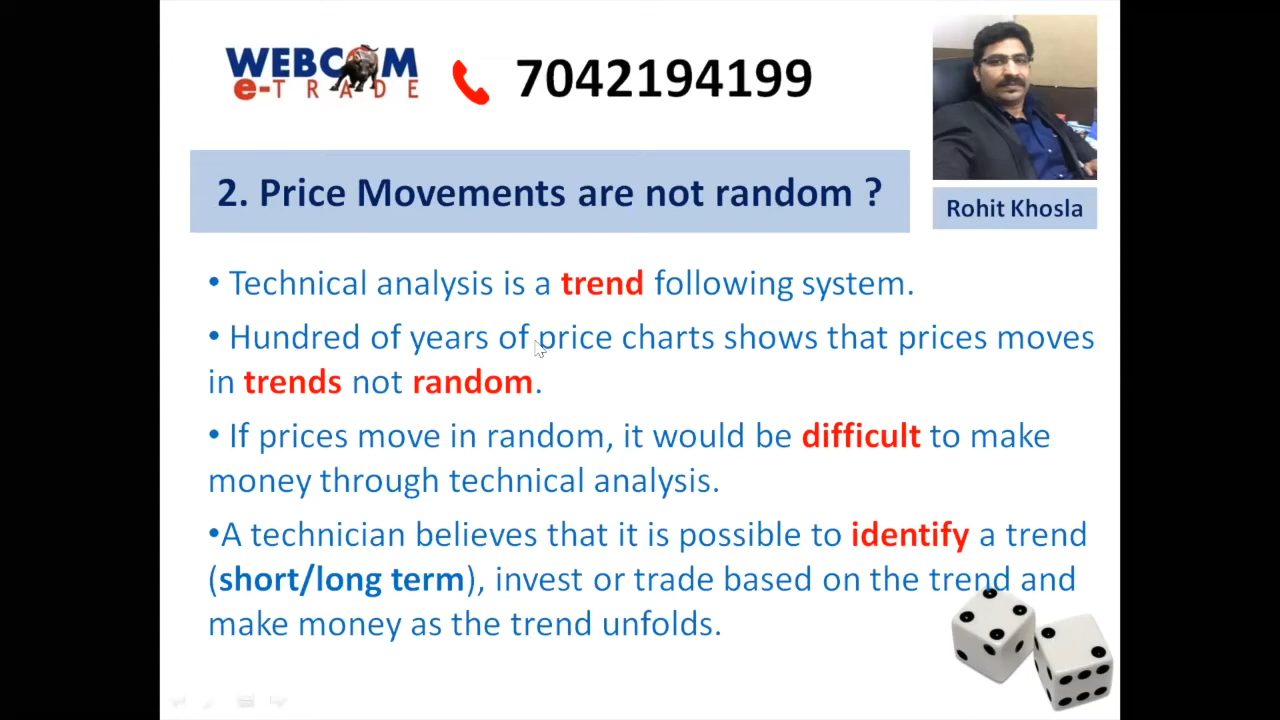 WEBCOM
e-TRADE
7042194199
2. Price Movements are not random ?
Rohit Khosla
• Technical analysis is a trend following system.
• Hundred of years of price charts shows that prices moves
in trends not random.
• If prices move in random, it would be difficult to make
money through technical analysis.
•A technician believes that it is possible to identify a trend
(short/long term), invest or trade based on the trend and
make money as the trend unfolds.